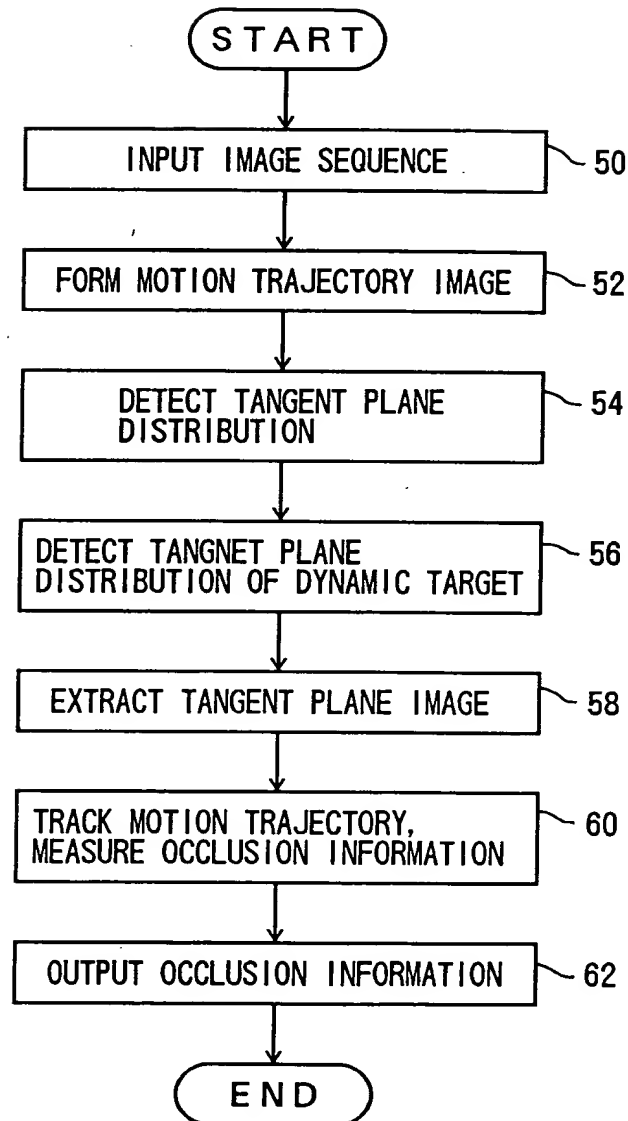 START
INPUT IMAGE SEQUENCE
50
FORM MOTION TRAJECTORY IMAGE
52
DETECT TANGENT PLANE
DISTRIBUTION
54
DETECT TANGNET PLANE
DISTRIBUTION OF DYNAMIC TARGET
56
EXTRACT TANGENT PLANE IMAGE
58
TRACK MOTION TRAJECTORY,
MEASURE OCCLUSION INFORMATION
60
OUTPUT OCCLUSION INFORMATION
62
END